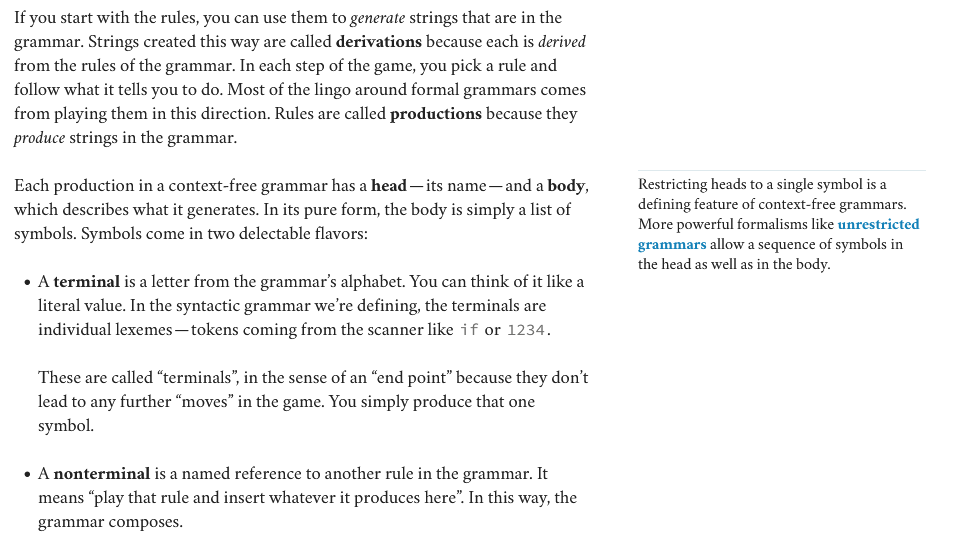 If you start with the rules, you can use them to generate strings that are in the
grammar. Strings created this way are called derivations because each is derived
from the rules of the grammar. In each step of the game, you pick a rule and
follow what it tells you to do. Most of the lingo around formal grammars comes
from playing them in this direction. Rules are called productions because they
produce strings in the grammar.
Each production in a context-free grammar has a head—its name—and a body,
which describes what it generates. In its pure form, the body is simply a list of
symbols. Symbols come in two delectable flavors:
• A terminal is a letter from the grammar’s alphabet. You can think of it like a
literal value. In the syntactic grammar we’re defining, the terminals are
individual lexemes—tokens coming from the scanner like if or 1234.
These are called “terminals”, in the sense of an “end point” because they don’t
lead to any further “moves” in the game. You simply produce that one
symbol.
• A nonterminal is a named reference to another rule in the grammar. It
means “play that rule and insert whatever it produces here”. In this way, the
grammar composes.
Restricting heads to a single symbol is a
defining feature of context-free grammars.
More powerful formalisms like unrestricted
grammars allow a sequence of symbols in
the head as well as in the body.